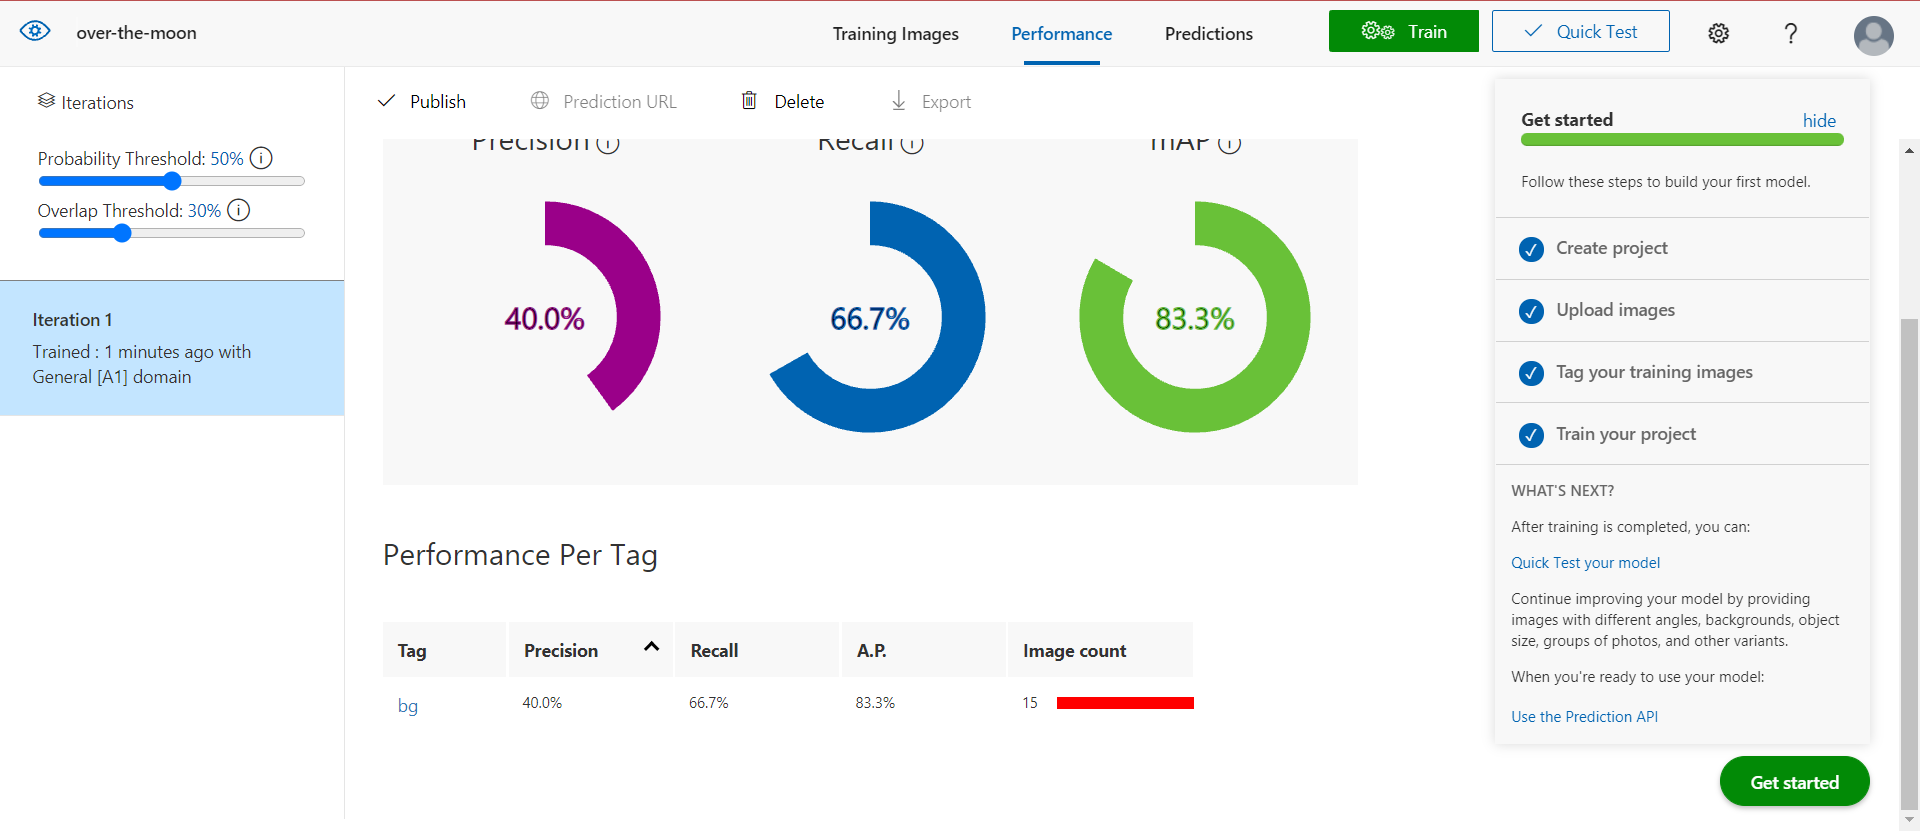 over-the-moon
Training Images
Performance
Predictions
Train
Quick Test
?
Iterations
Probability Threshold: 50%
Overlap Threshold: 30%
Iteration 1
Trained : 1 minutes ago with
General [A1] domain
Publish
Prediction URL
Delete
Export
Precision
Recall
mAP
40.0%
66.7%
83.3%
Performance Per Tag
Tag Precision Recall A.P. Image count
bg 40.0% 66.7% 83.3% 15
Get started hide
Follow these steps to build your first model.
Create project
Upload images
Tag your training images
Train your project
WHAT'S NEXT?
After training is completed, you can:
Quick Test your model
Continue improving your model by providing
images with different angles, backgrounds, object
size, groups of photos, and other variants.
When you're ready to use your model:
Use the Prediction API
Get started